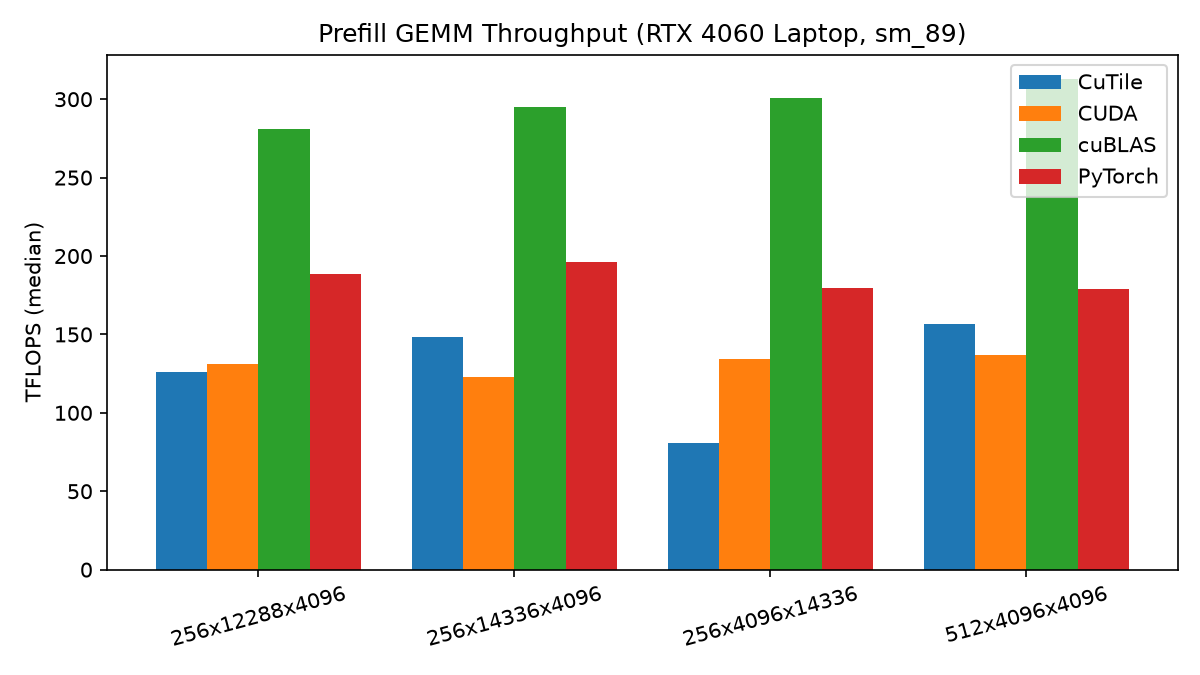 Prefill GEMM Throughput (RTX 4060 Laptop, sm_89)
CuTile
CUDA
cuBLAS
PyTorch
TFLOPS (median)
300
250
200
150
100
50
0
256x12288x4096
256x14336x4096
256x4096x14336
512x4096x4096